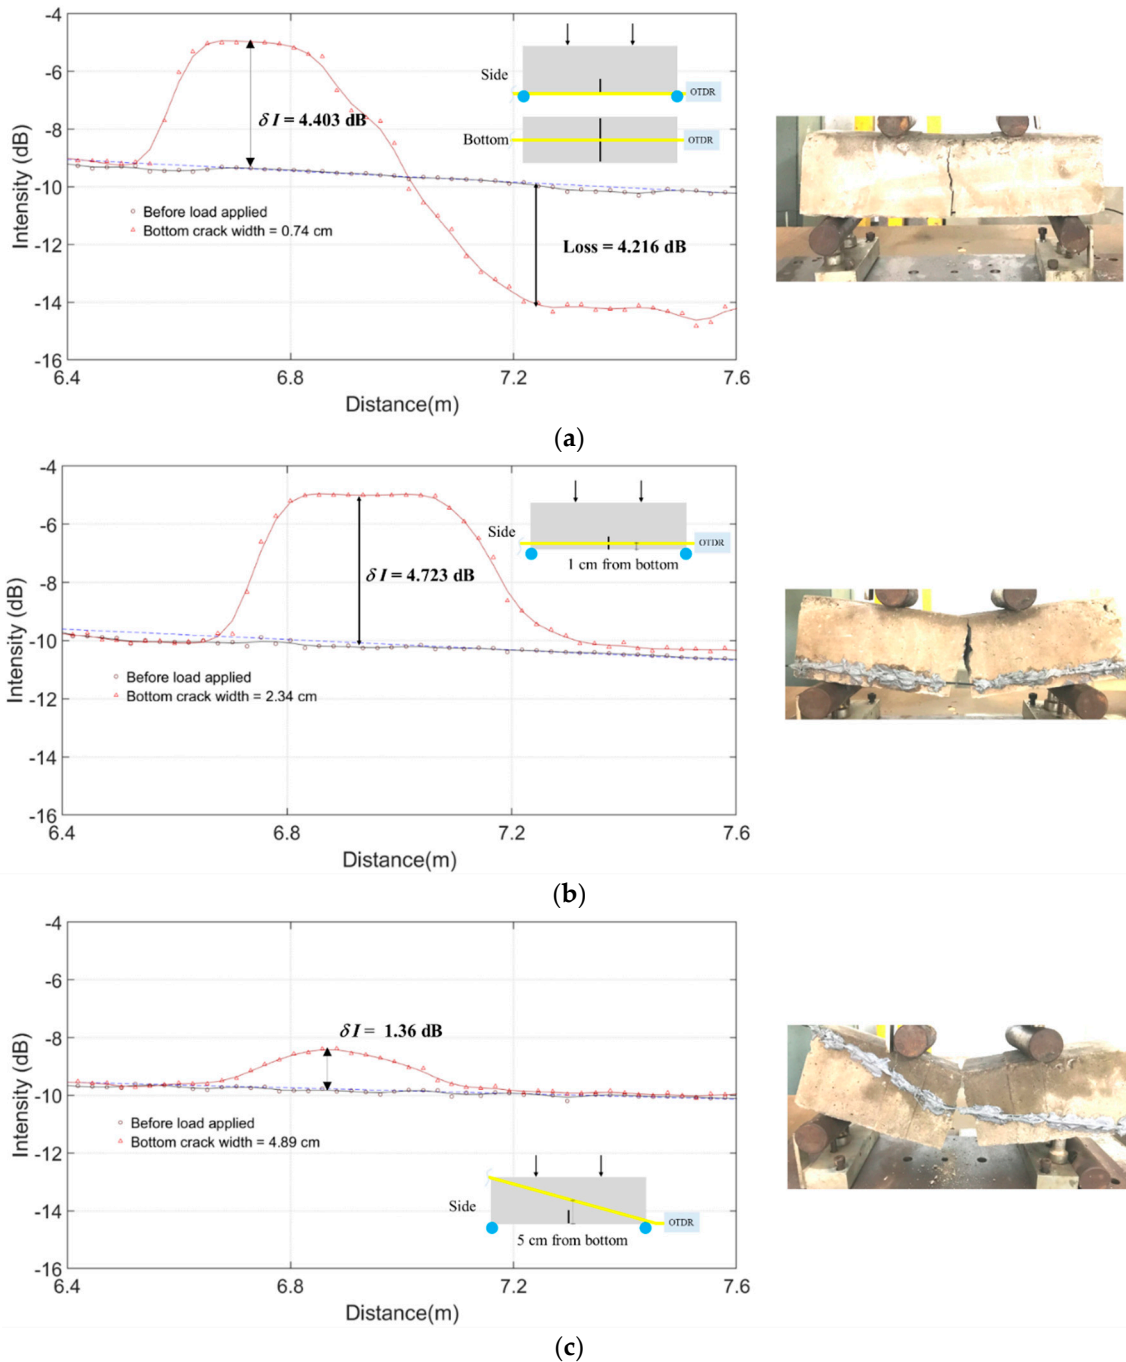 -4
-6
-8
-10
-12
-14
-16
Intensity (dB)
δ I = 4.403 dB
Loss = 4.216 dB
Before load applied
Bottom crack width = 0.74 cm
Side
OTDR
Bottom
OTDR
6.4
6.8
7.2
7.6
Distance(m)
(a)
-4
-6
-8
-10
-12
-14
-16
Intensity (dB)
δ I = 4.723 dB
Before load applied
Bottom crack width = 2.34 cm
Side
OTDR
1 cm from bottom
6.4
6.8
7.2
7.6
Distance(m)
(b)
-4
-6
-8
-10
-12
-14
-16
Intensity (dB)
δ I = 1.36 dB
Before load applied
Bottom crack width = 4.89 cm
Side
OTDR
5 cm from bottom
6.4
6.8
7.2
7.6
Distance(m)
(c)